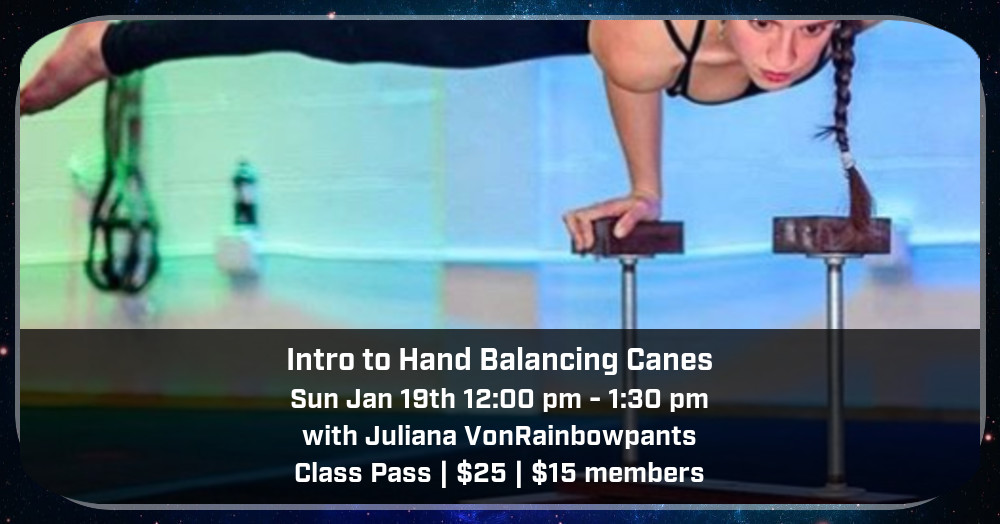 Intro to Hand Balancing Canes
Sun Jan 19th 12:00 pm - 1:30 pm
with Juliana VonRainbowpants
Class Pass | $25 | $15 members